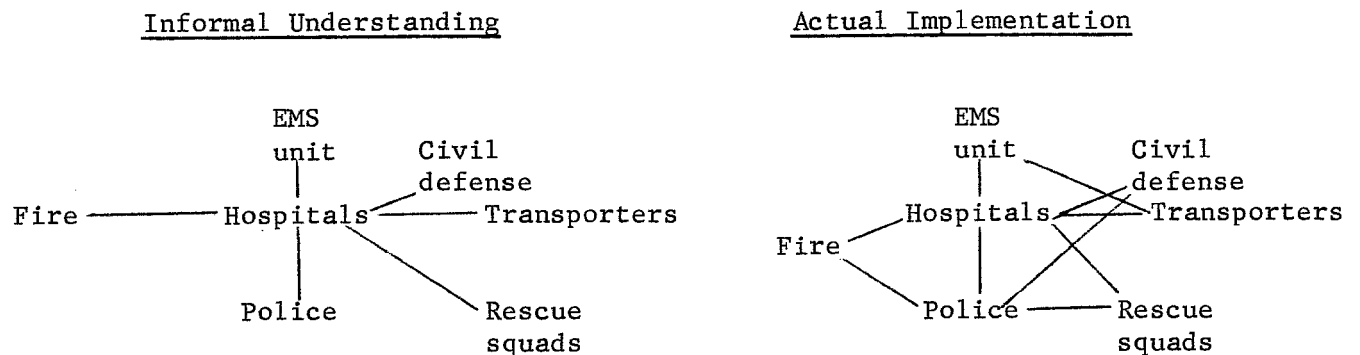 Informal Understanding
EMS
unit
Civil
defense
Fire
Hospitals
Transporters
Police
Rescue
squads
Actual Implementation
EMS
unit
Civil
defense
Hospitals
Transporters
Fire
Police
Rescue
squads